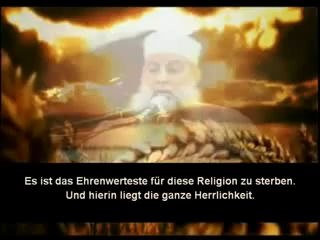 Es ist das Ehrenwerteste für diese Religion zu sterben.
Und hierin liegt die ganze Herrlichkeit.